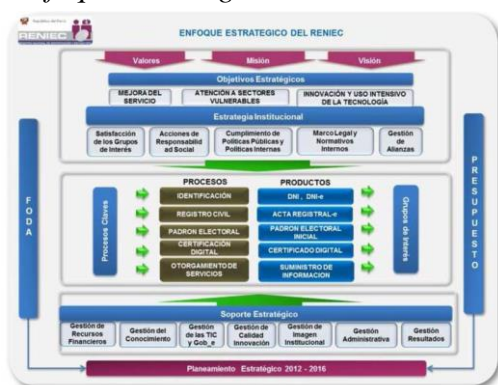 República del Perú
RENIEC
ENFOQUE ESTRATEGICO DEL RENIEC
Valores
Misión
Visión
Objetivos Estratégicos
MEJORA DEL
SERVICIO
ATENCIÓN A SECTORES
VULNERABLES
INNOVACIÓN Y USO INTENSIVO
DE LA TECNOLOGÍA
Estrategia Institucional
Satisfacción
de los Grupos
de Interés
Acciones de
Responsabilid
ad Social
Cumplimiento de
Políticas Públicas y
Políticas Internas
Marco Legal y
Normativos
Internos
Gestión
de
Alianzas
FODA
PRESUPUESTO
Procesos Claves
PROCESOS
IDENTIFICACIÓN
REGISTRO CIVIL
PADRON ELECTORAL
CERTIFICACIÓN
DIGITAL
OTORGAMIENTO DE
SERVICIOS
PRODUCTOS
DNI , DNI-e
ACTA REGISTRAL-e
PADRON ELECTORAL
INICIAL
CERTIFICADO DIGITAL
SUMINISTRO DE
INFORMACION
Grupos de Interés
Soporte Estratégico
Gestión de
Recursos
Financieros
Gestión del
Conocimiento
Gestión
de las TIC
y Gob_e
Gestión de
Calidad
Innovación
Gestión de
Imagen
Institucional
Gestión
Administrativa
Gestión
Resultados
Planeamiento Estratégico 2012 - 2016